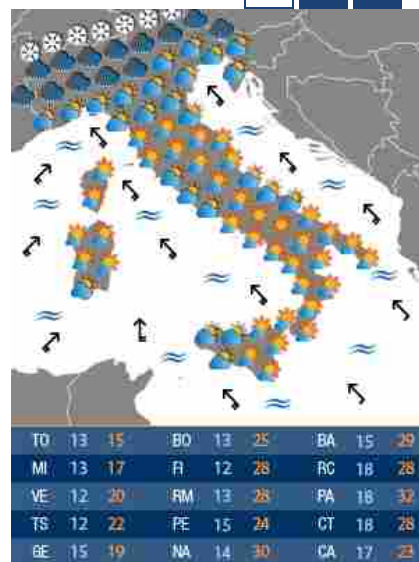 TO 13 15 BO 13 25 BA 15 29
MI 13 17 FI 12 28 RC 18 28
VE 12 20 RM 13 28 PA 18 32
TS 12 22 PE 15 24 CT 18 28
GE 15 19 NA 14 30 CA 17 23